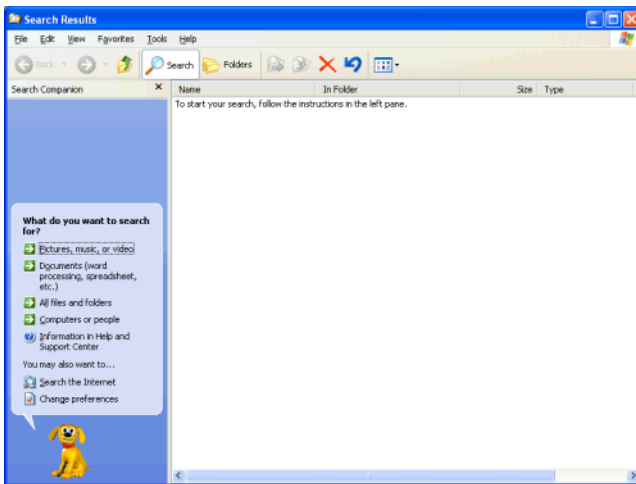 Search Results
File Edit View Favorites Tools Help
Back Search Folders
Search Companion
Name In Folder Size Type
To start your search, follow the instructions in the left pane.
What do you want to search
for?
Pictures, music, or video
Documents (word
processing, spreadsheet,
etc.)
All files and folders
Computers or people
Information in Help and
Support Center
You may also want to...
Search the Internet
Change preferences